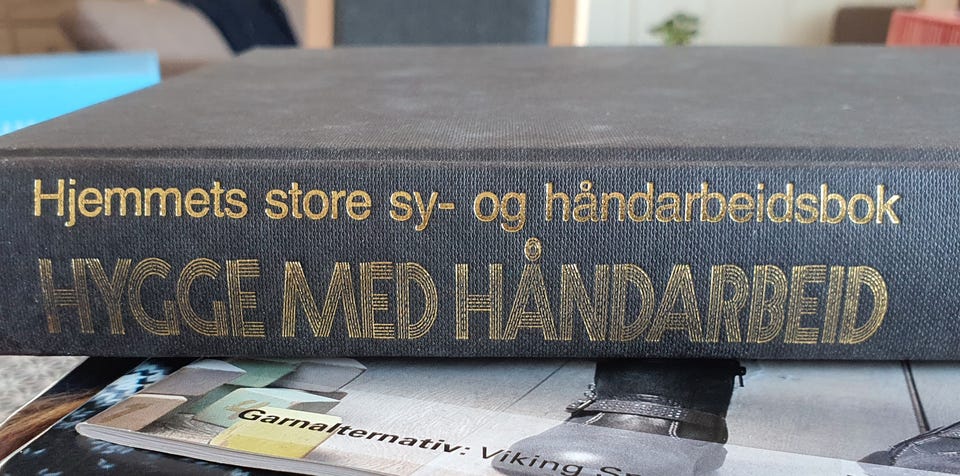 Hjemmets store sy- og håndarbeidsbok
HYGGE MED HÅNDARBEID
Garnalternativ: Viking